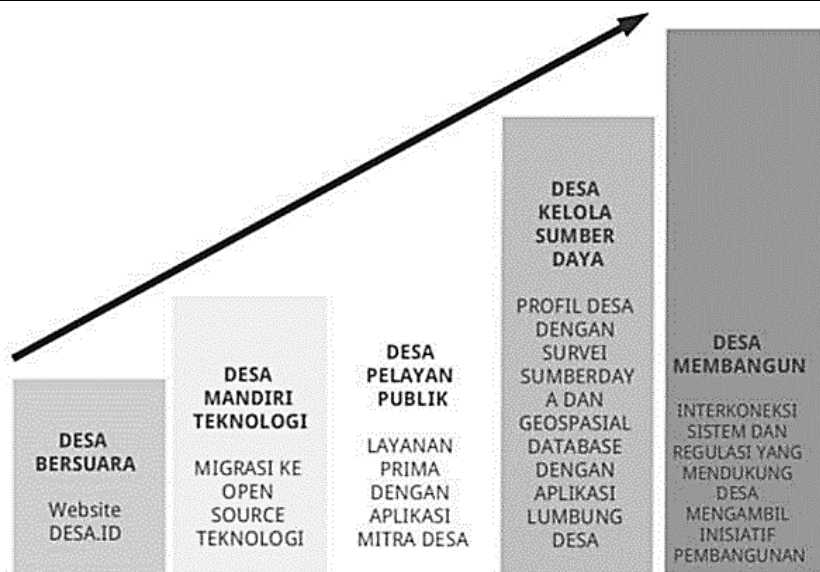 DESA
BERSUARA
Website
DESA.ID
DESA
MANDIRI
TEKNOLOGI
MIGRASI KE
OPEN
SOURCE
TEKNOLOGI
DESA
PELAYAN
PUBLIK
LAYANAN
PRIMA
DENGAN
APLIKASI
MITRA DESA
DESA
KELOLA
SUMBER
DAYA
PROFIL DESA
DENGAN
SURVEI
SUMBERDAY
A DAN
GEOSPASIAL
DATABASE
DENGAN
APLIKASI
LUMBUNG
DESA
DESA
MEMBANGUN
INTERKONEKSI
SISTEM DAN
REGULASI YANG
MENDUKUNG
DESA
MENGAMBIL
INISIATIF
PEMBANGUNAN